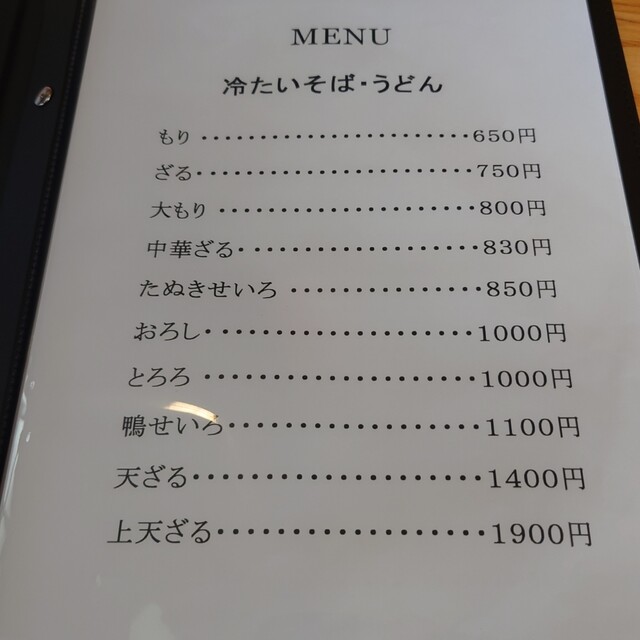 MENU
冷たいそば・うどん
もり・・・・・・・・・・・・・・・・・・・・・・・650円
ざる・・・・・・・・・・・・・・・・・・・・・・・750円
大もり・・・・・・・・・・・・・・・・・・・・・・800円
中華ざる・・・・・・・・・・・・・・・・・・・・830円
たぬきせいろ・・・・・・・・・・・・・・・・850円
おろし・・・・・・・・・・・・・・・・・・・・・・1000円
とろろ・・・・・・・・・・・・・・・・・・・・・・1000円
鴨せいろ・・・・・・・・・・・・・・・・・・・・1100円
天ざる・・・・・・・・・・・・・・・・・・・・・1400円
上天ざる・・・・・・・・・・・・・・・・・・・1900円